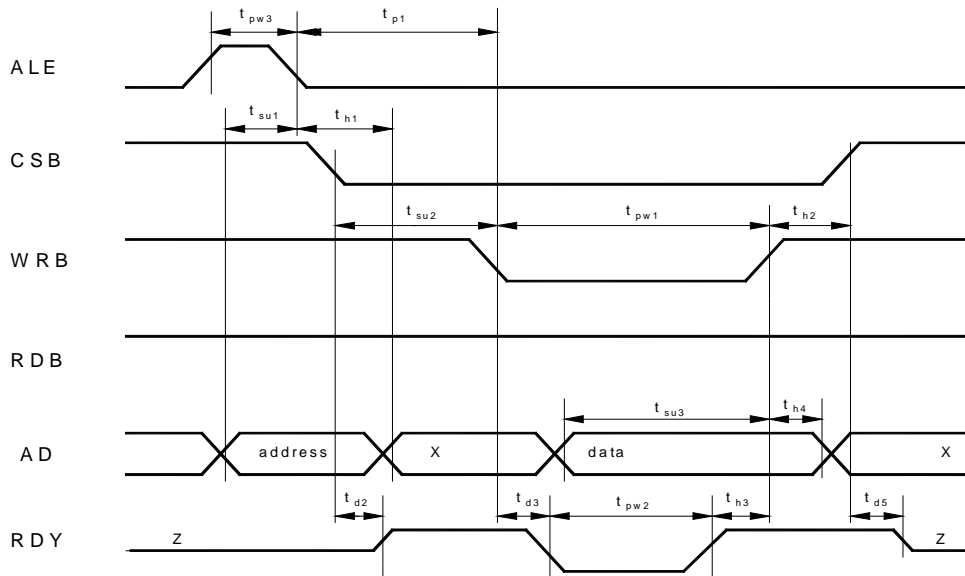 t pw3 t p1
ALE
t su1 t h1
CSB
t su2 t pw1 t h2
WRB
RDB
t su3 t h4
AD address X data X
t d2 t d3 t pw2 t h3 t d5
RDY Z Z